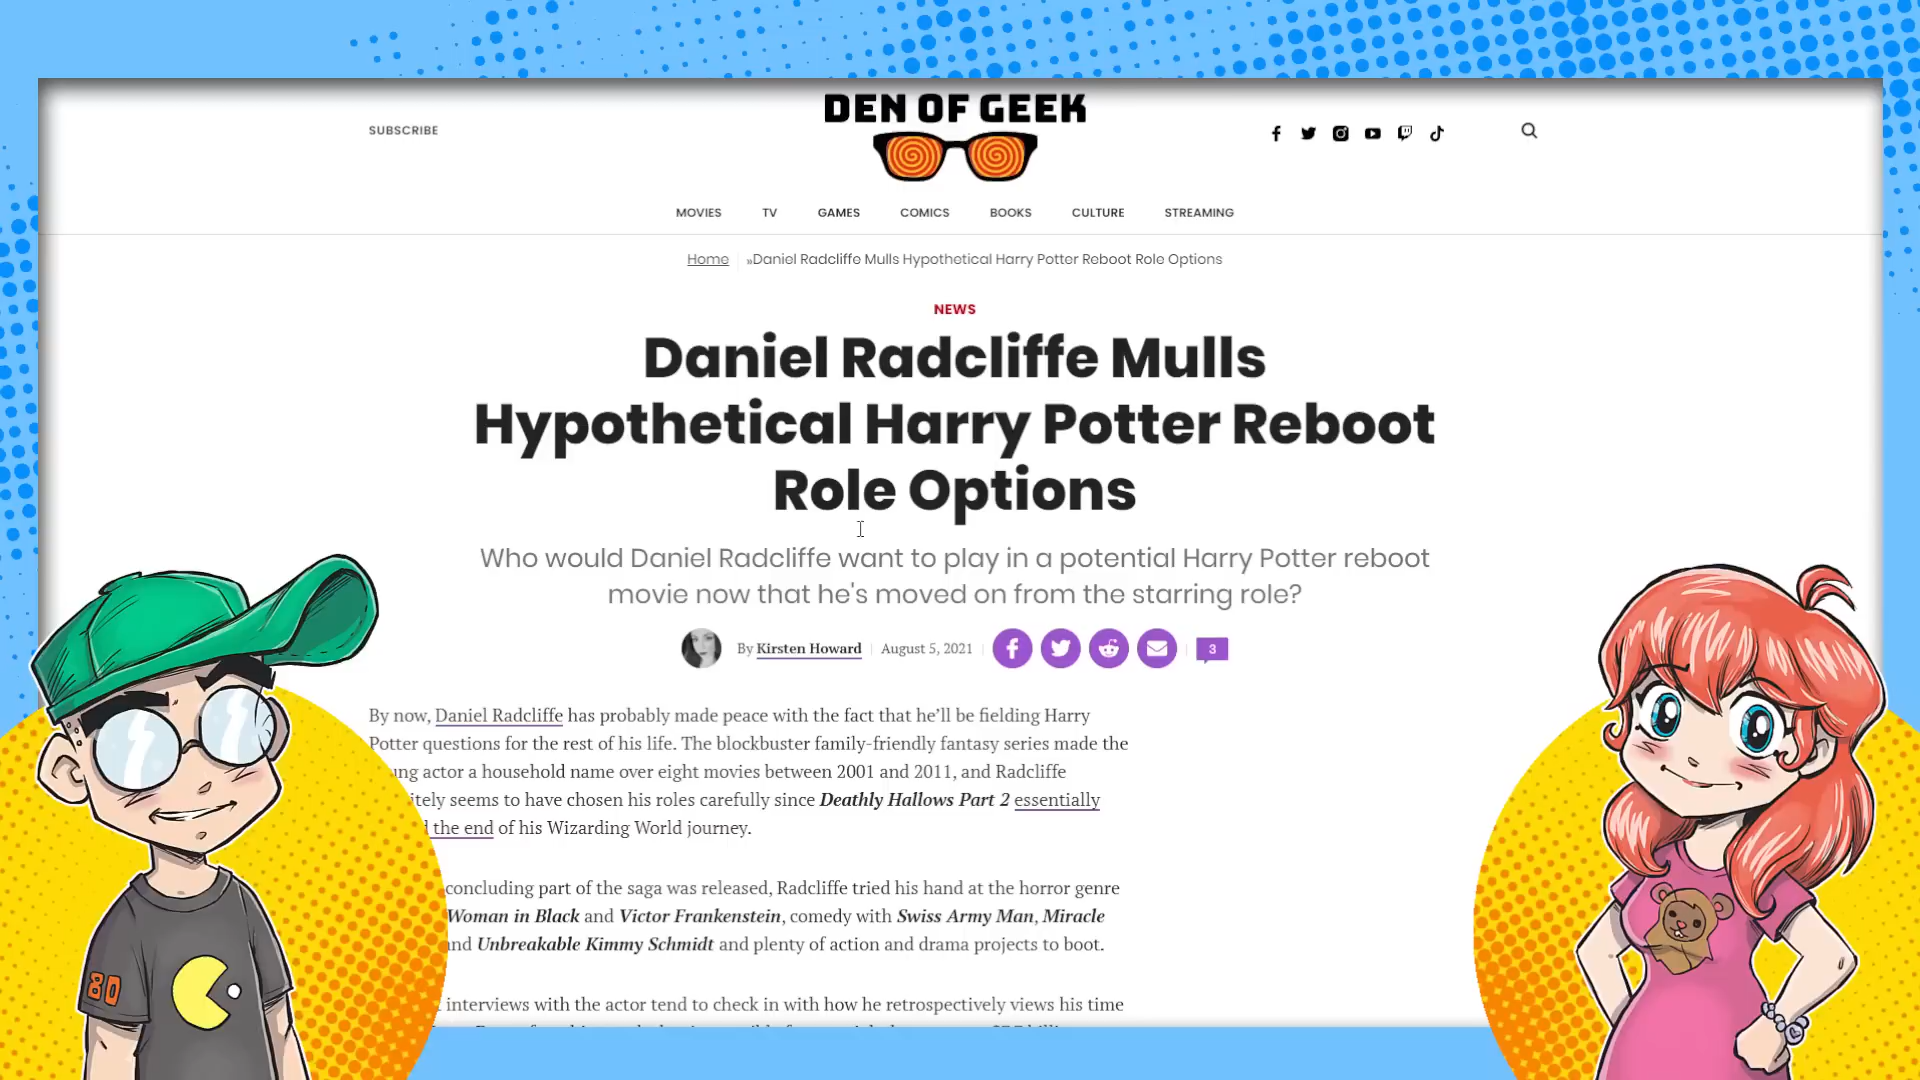 DEN OF GEEK
SUBSCRIBE
MOVIES TV GAMES COMICS BOOKS CULTURE STREAMING
Home »Daniel Radcliffe Mulls Hypothetical Harry Potter Reboot Role Options
NEWS
Daniel Radcliffe Mulls
Hypothetical Harry Potter Reboot
Role Options
Who would Daniel Radcliffe want to play in a potential Harry Potter reboot
movie now that he's moved on from the starring role?
By Kirsten Howard August 5, 2021 3
By now, Daniel Radcliffe has probably made peace with the fact that he’ll be fielding Harry
Potter questions for the rest of his life. The blockbuster family-friendly fantasy series made the
actor a household name over eight movies between 2001 and 2011, and Radcliffe
seems to have chosen his roles carefully since Deathly Hallows Part 2 essentially
the end of his Wizarding World journey.
concluding part of the saga was released, Radcliffe tried his hand at the horror genre
Woman in Black and Victor Frankenstein, comedy with Swiss Army Man, Miracle
and Unbreakable Kimmy Schmidt and plenty of action and drama projects to boot.
interviews with the actor tend to check in with how he retrospectively views his time
80